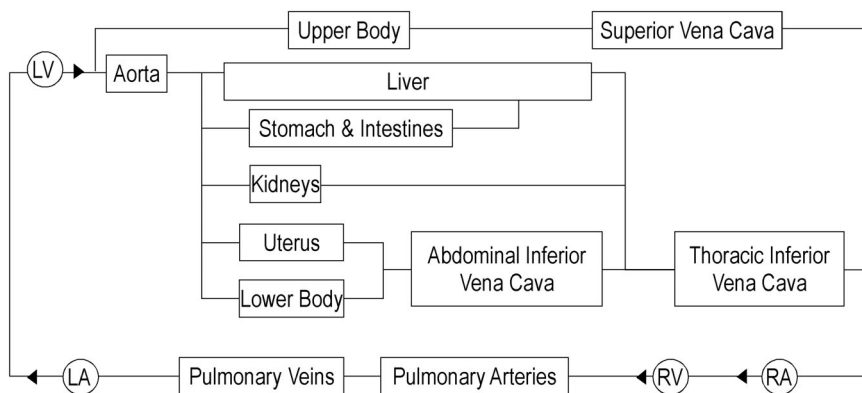 Upper Body
Superior Vena Cava
LV
Aorta
Liver
Stomach & Intestines
Kidneys
Uterus
Abdominal Inferior
Vena Cava
Thoracic Inferior
Vena Cava
Lower Body
LA
Pulmonary Veins
Pulmonary Arteries
RV
RA